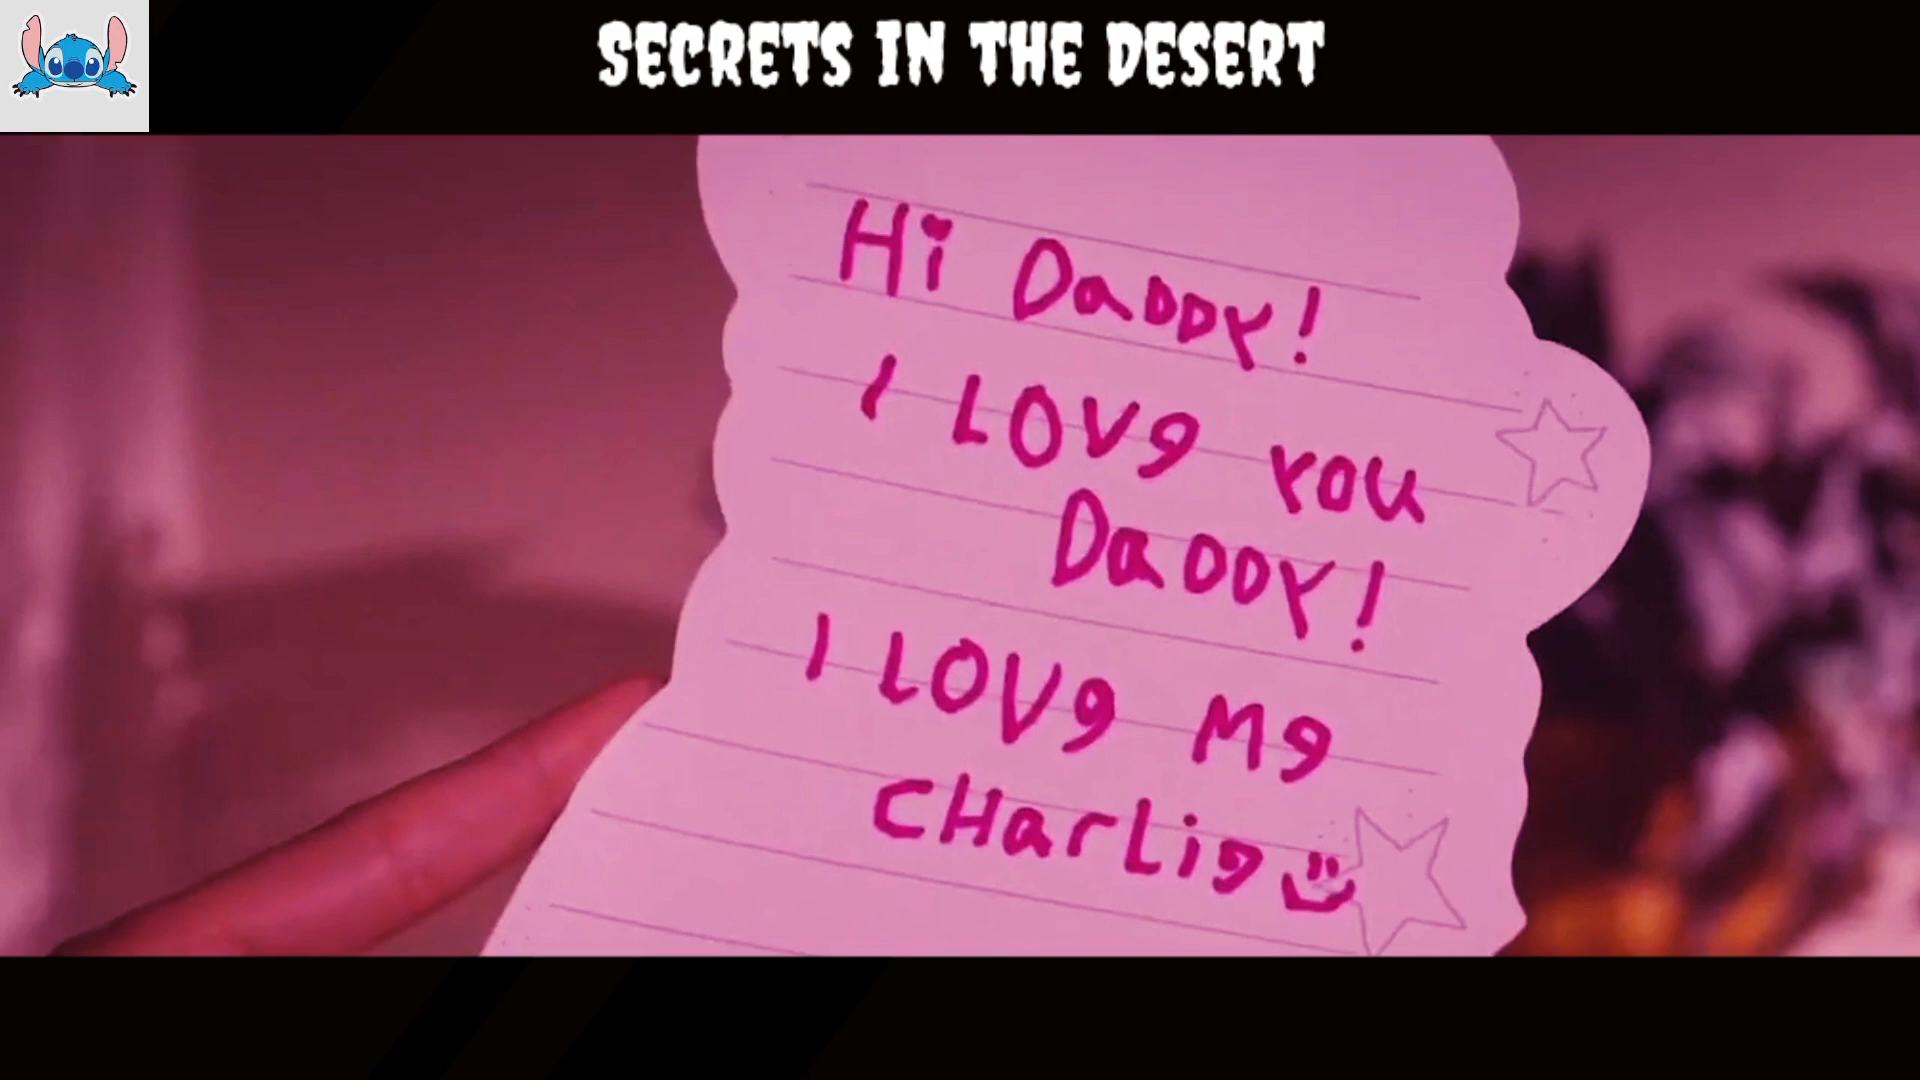 SECRETS IN THE DESERT
Hi DaDDY!
I LOVe YOU
DaDDY!
I LOVe Me
CHarLie